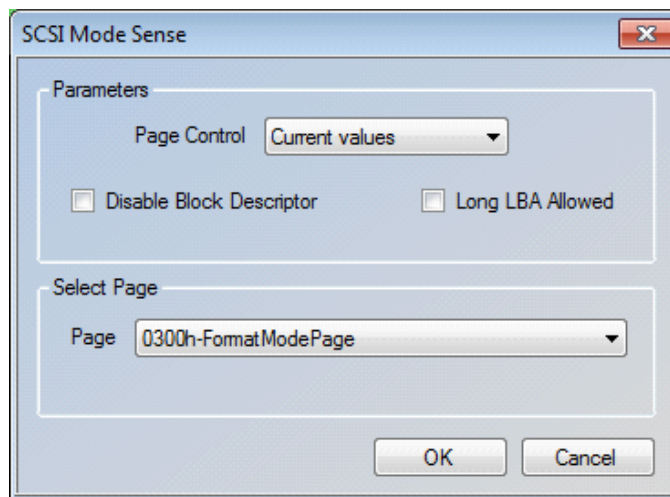 SCSI Mode Sense
Parameters
Page Control Current values
Disable Block Descriptor Long LBA Allowed
Select Page
Page 0300h-FormatModePage
OK Cancel